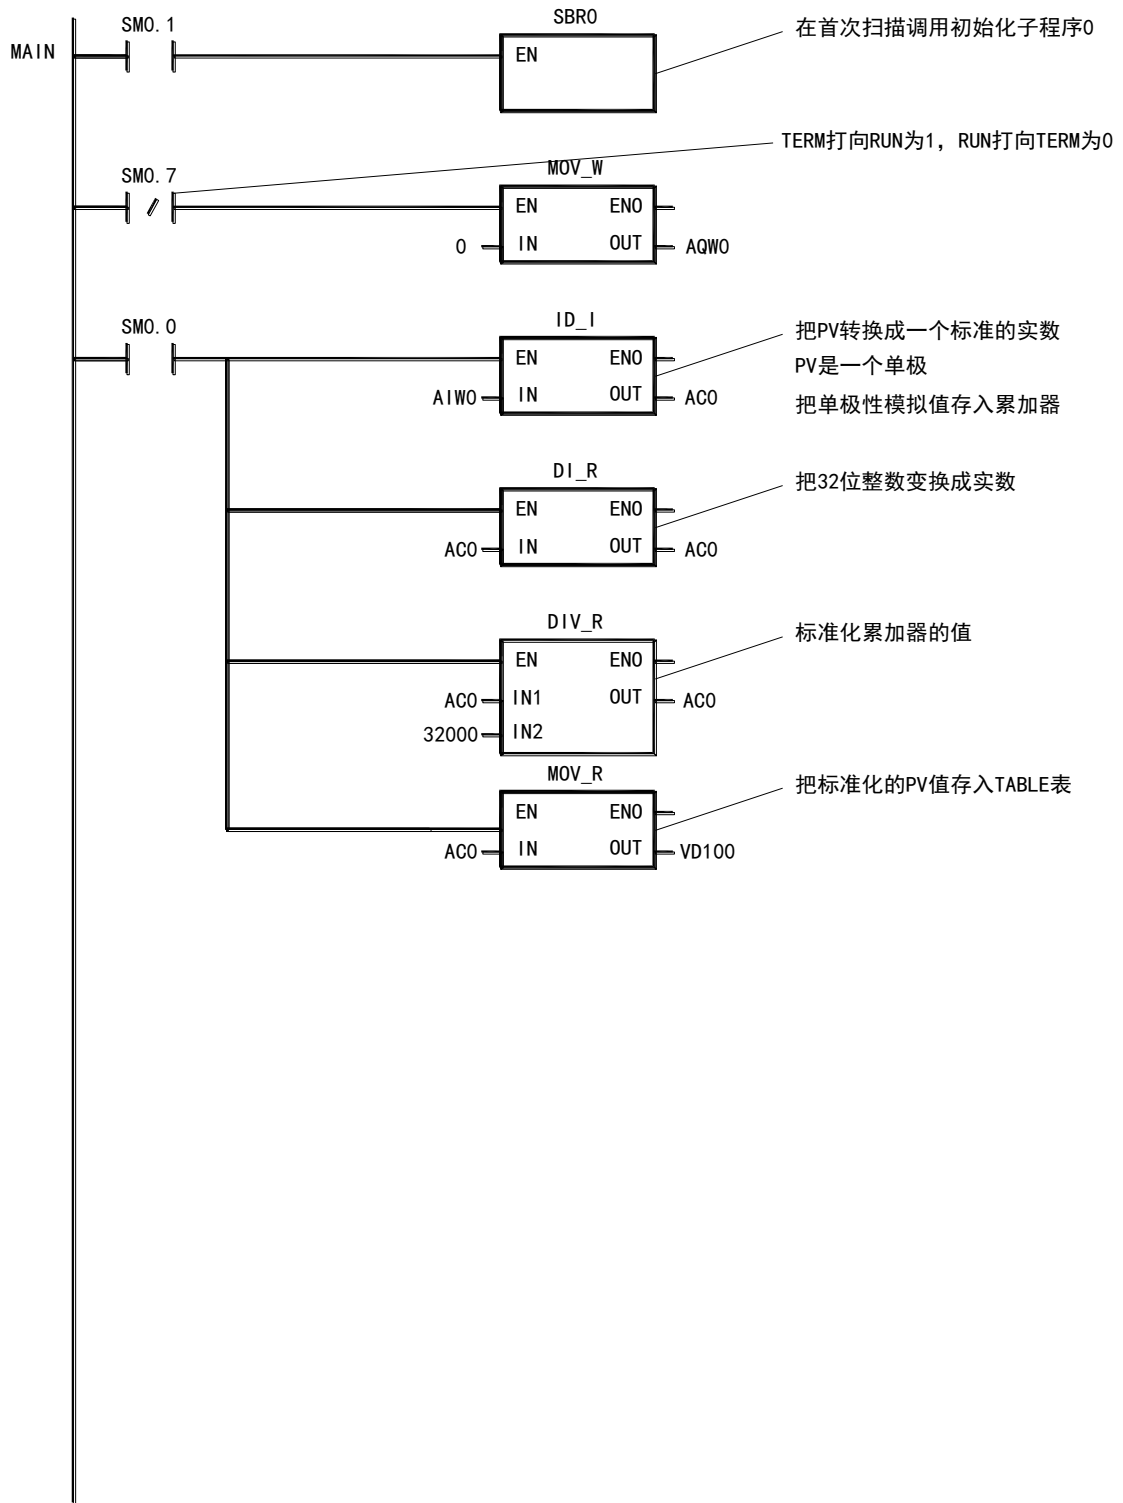 SM0.1
SBR0
在首次扫描调用初始化子程序0
MAIN
EN
TERM打向RUN为1，RUN打向TERM为0
SM0.7
MOV_W
EN ENO
0 IN OUT AQW0
SM0.0
ID_I
把PV转换成一个标准的实数
EN ENO
PV是一个单极
AIW0 IN OUT AC0
把单极性模拟值存入累加器
DI_R
把32位整数变换成实数
EN ENO
AC0 IN OUT AC0
DIV_R
标准化累加器的值
EN ENO
AC0 IN1 OUT AC0
32000 IN2
MOV_R
把标准化的PV值存入TABLE表
EN ENO
AC0 IN OUT VD100